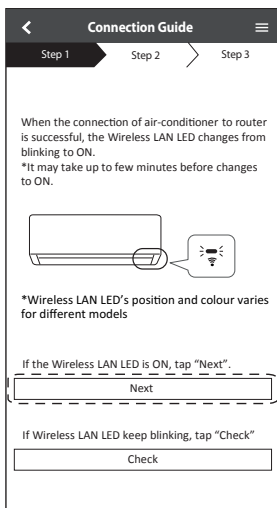 Connection Guide
Step 1
Step 2
Step 3
When the connection of air-conditioner to router
is successful, the Wireless LAN LED changes from
blinking to ON.
*It may take up to few minutes before changes
to ON.
*Wireless LAN LED's position and colour varies
for different models
If the Wireless LAN LED is ON, tap “Next”.
Next
If Wireless LAN LED keep blinking, tap “Check”
Check